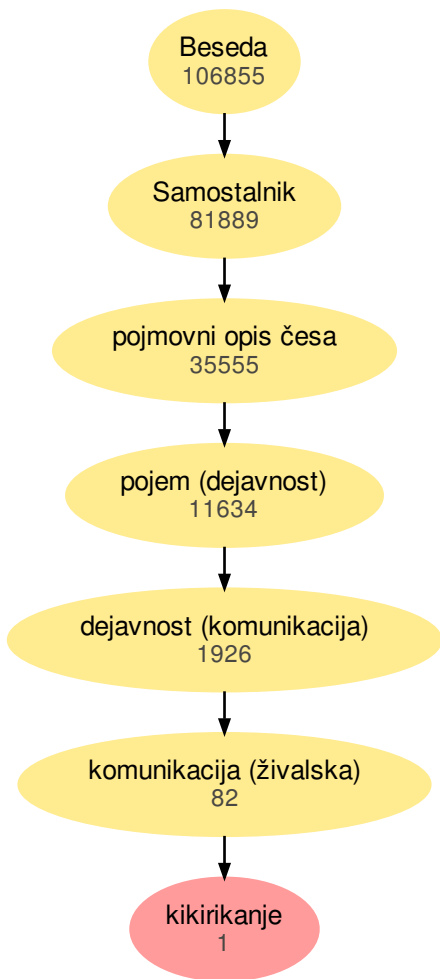 Beseda
106855
Samostalnik
81889
pojmovni opis česa
35555
pojem (dejavnost)
11634
dejavnost (komunikacija)
1926
komunikacija (živalska)
82
kikirikanje
1